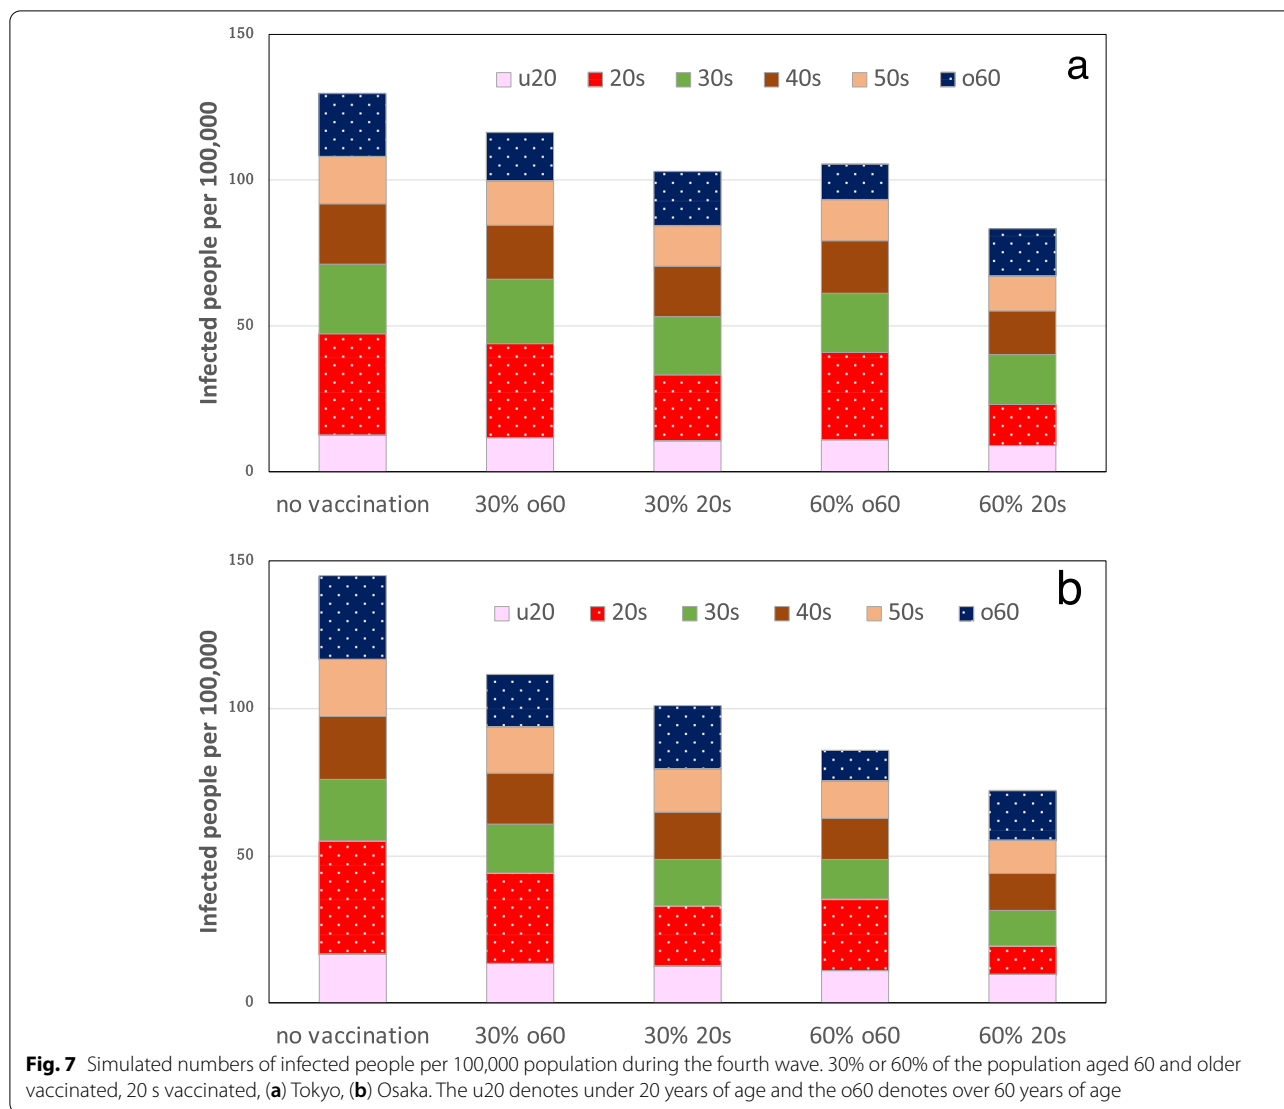 150
a
u20 20s 30s 40s 50s o60
Infected people per 100,000
100
50
0
no vaccination 30% o60 30% 20s 60% o60 60% 20s
150
b
u20 20s 30s 40s 50s o60
Infected people per 100,000
100
50
0
no vaccination 30% o60 30% 20s 60% o60 60% 20s
Fig. 7 Simulated numbers of infected people per 100,000 population during the fourth wave. 30% or 60% of the population aged 60 and older
vaccinated, 20 s vaccinated, (a) Tokyo, (b) Osaka. The u20 denotes under 20 years of age and the o60 denotes over 60 years of age